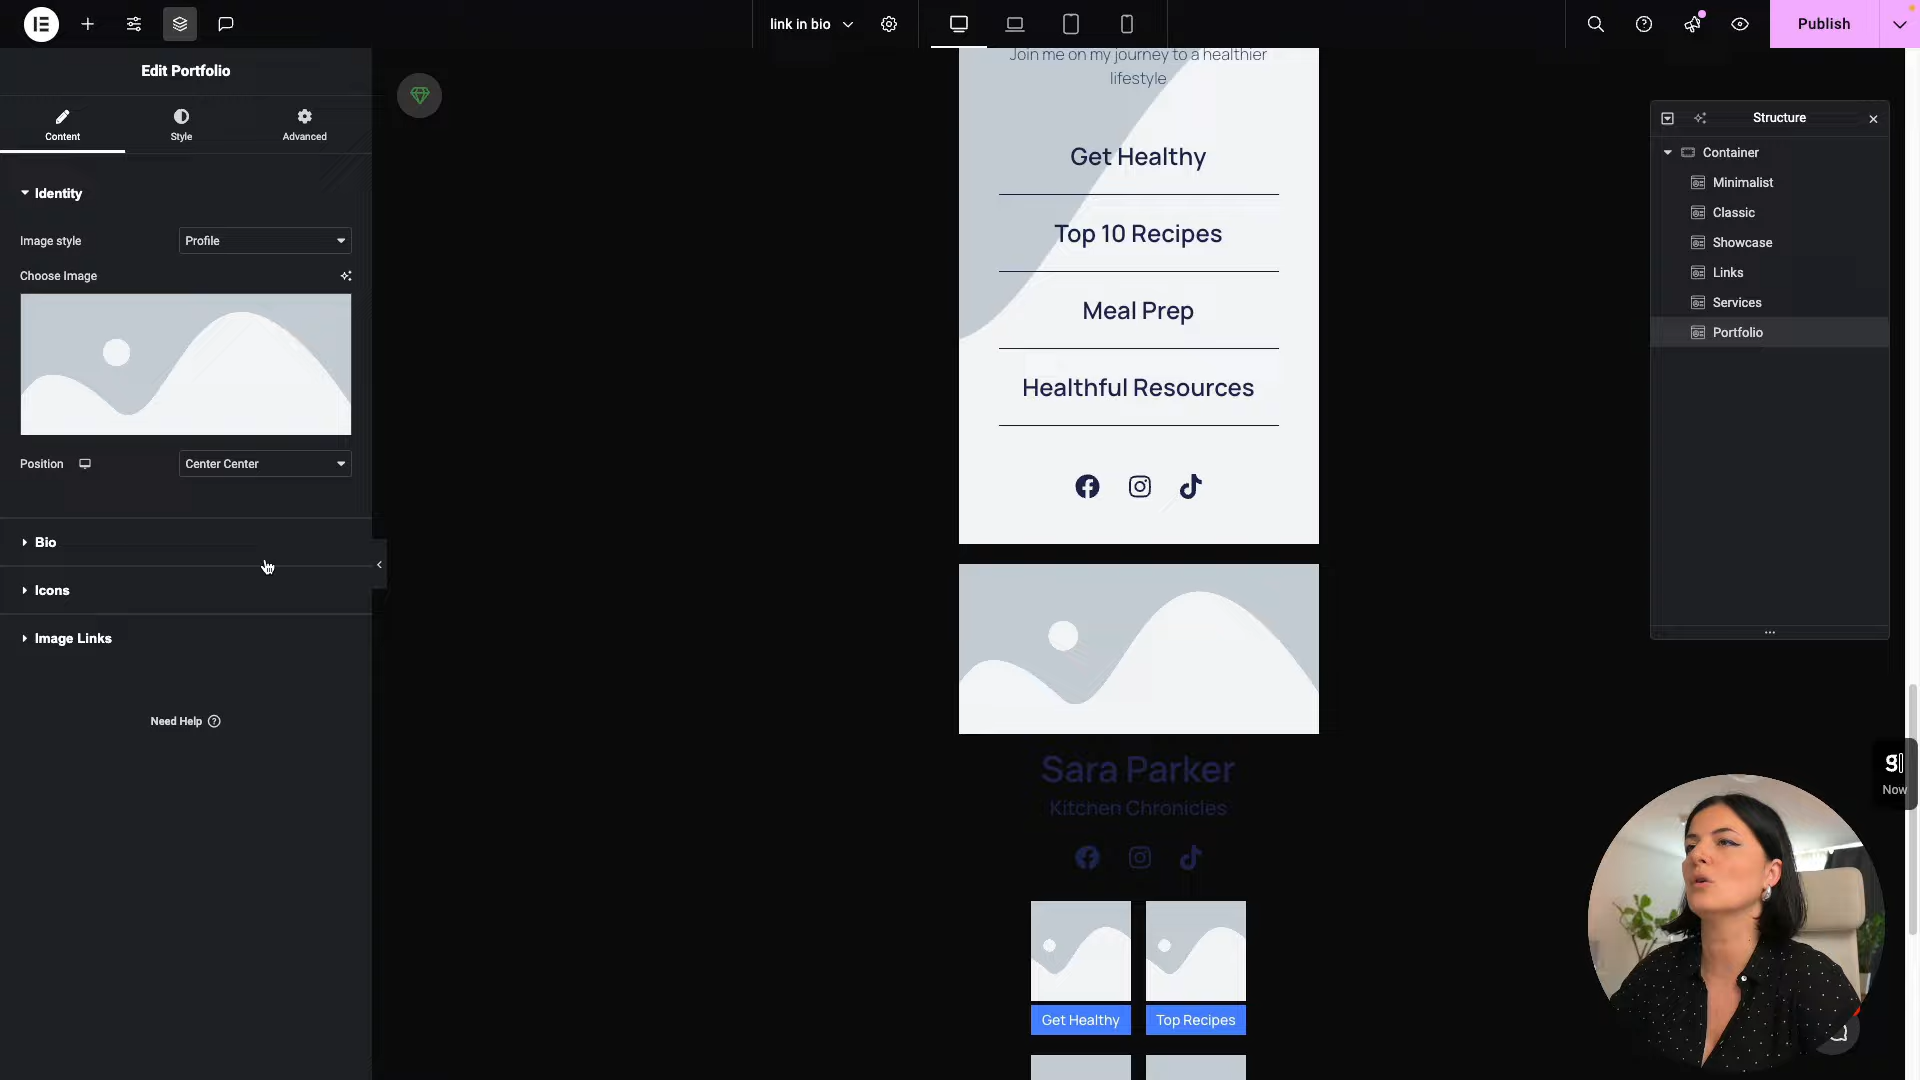 link in bio
Publish
Edit Portfolio
Content
Style
Advanced
Identity
Image style
Profile
Choose Image
Position
Center Center
Bio
Icons
Image Links
Need Help
Join me on my journey to a healthier
lifestyle
Get Healthy
Top 10 Recipes
Meal Prep
Healthful Resources
Sara Parker
Kitchen Chronicles
Get Healthy
Top Recipes
Structure
Container
Minimalist
Classic
Showcase
Links
Services
Portfolio
Now